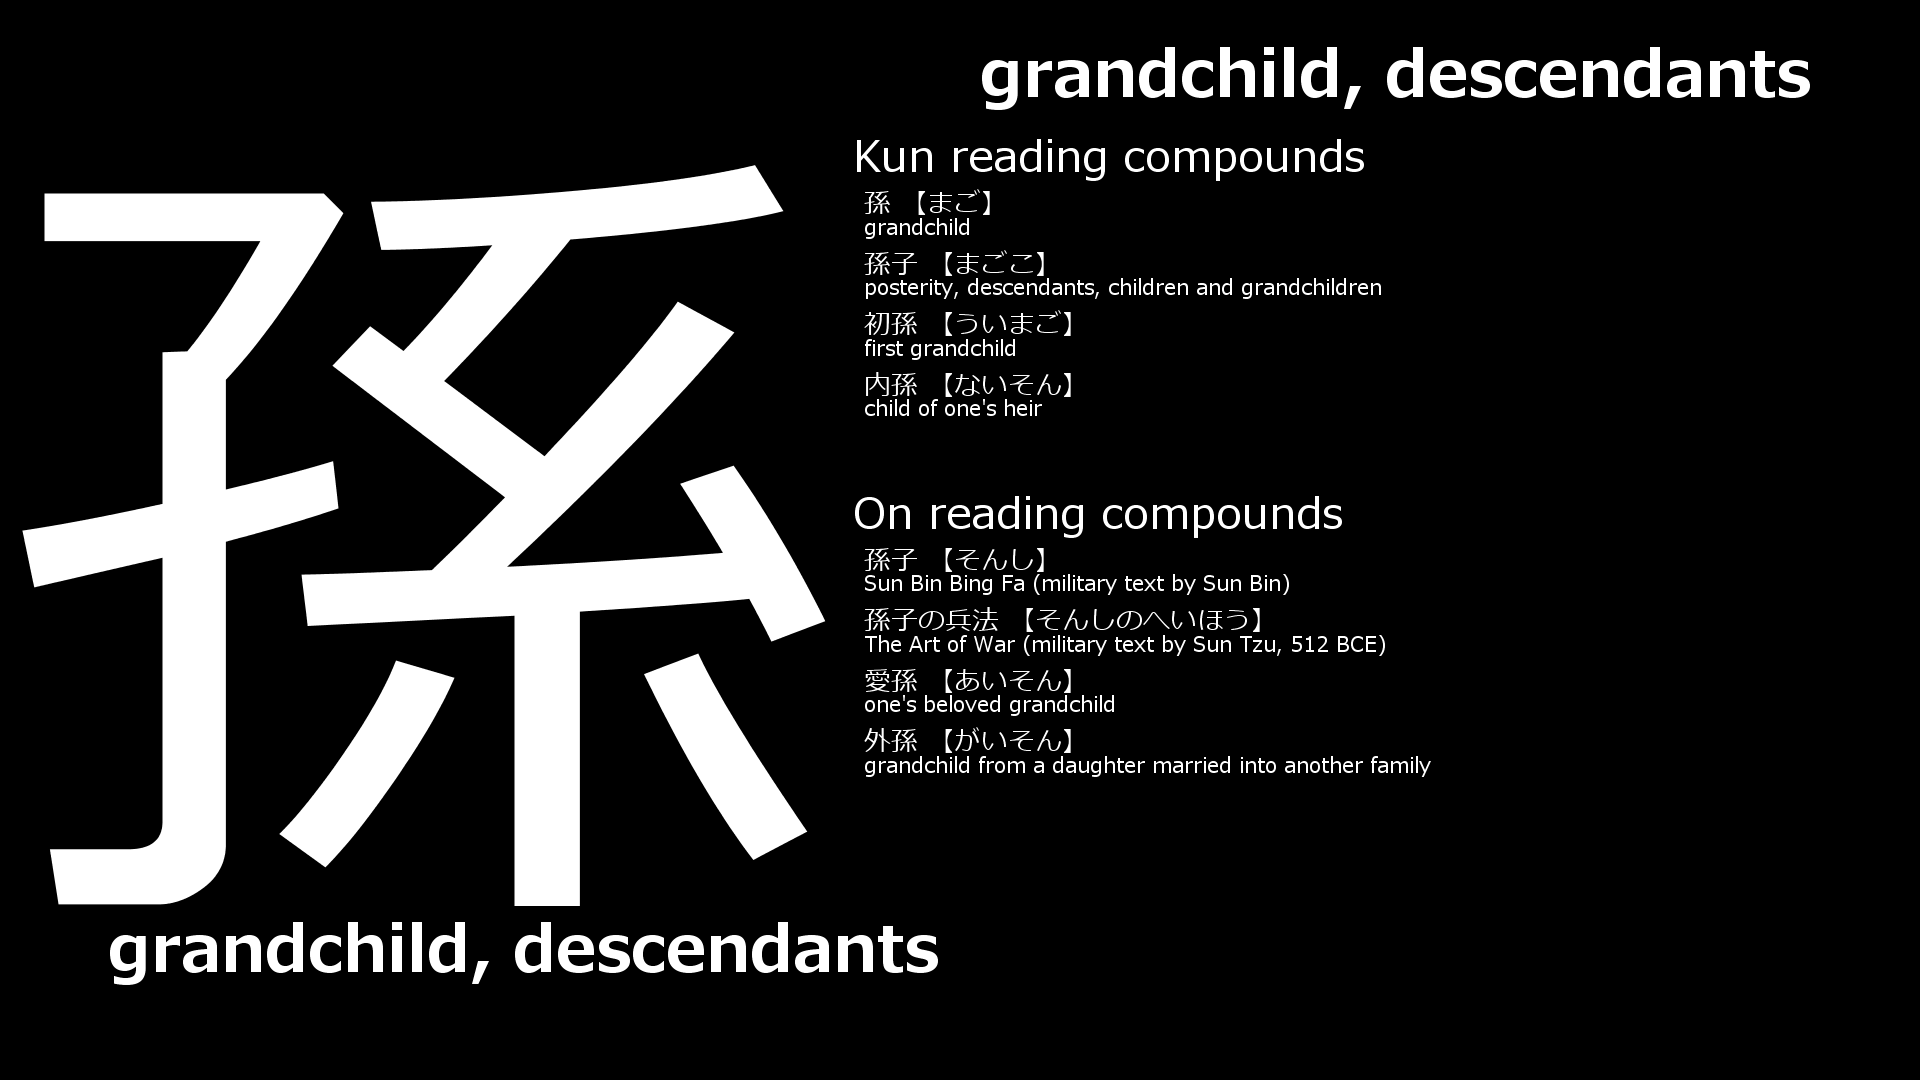 孫
grandchild, descendants
grandchild, descendants
Kun reading compounds
孫 【まご】
grandchild
孫子 【まごこ】
posterity, descendants, children and grandchildren
初孫 【ういまご】
first grandchild
内孫 【ないそん】
child of one's heir
On reading compounds
孫子 【そんし】
Sun Bin Bing Fa (military text by Sun Bin)
孫子の兵法 【そんしのへいほう】
The Art of War (military text by Sun Tzu, 512 BCE)
愛孫 【あいそん】
one's beloved grandchild
外孫 【がいそん】
grandchild from a daughter married into another family